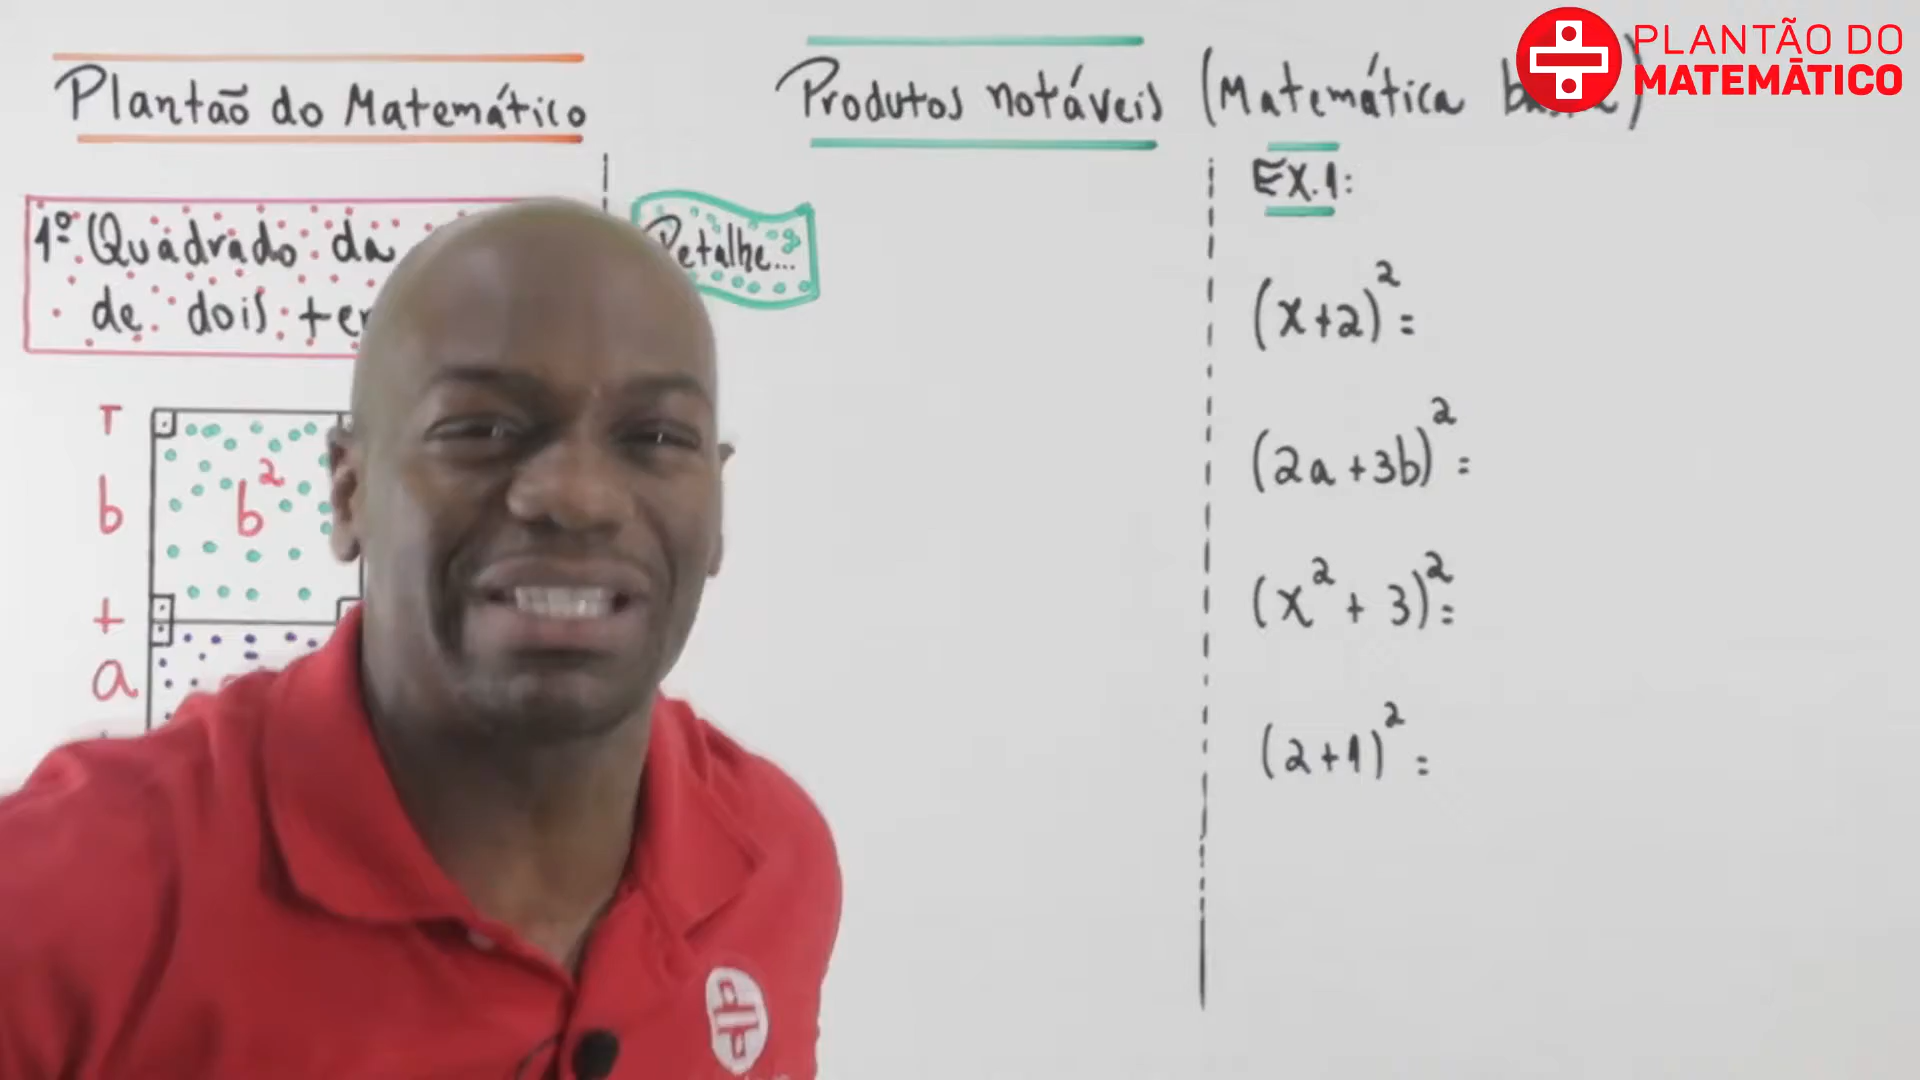 Plantão do Matemático
Produtos notáveis (Matemática
PLANTÃO DO
MATEMÁTICO
1º Quadrado da
de dois
b
b²
+
a
Detalhe...
EX.1:
(x+2)² =
(2a+3b)² =
(x² + 3)² =
(2+1)² =